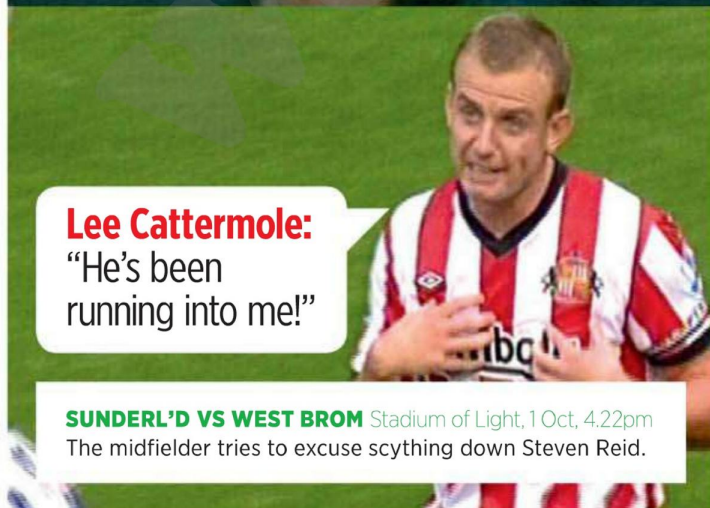 Lee Cattermole:
“He’s been
running into me!”
SUNDERL’D VS WEST BROM Stadium of Light, 1 Oct, 4.22pm
The midfielder tries to excuse scything down Steven Reid.